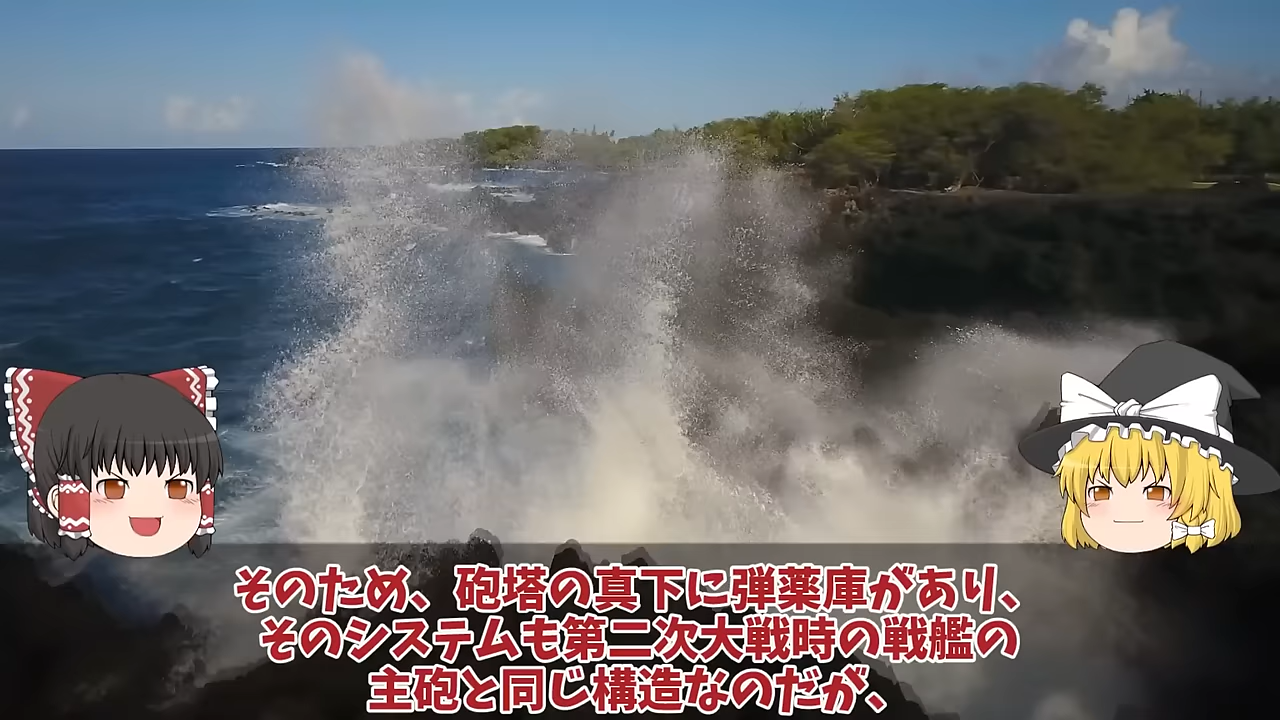 そのため、砲塔の真下に弾薬庫があり、
そのシステムも第二次大戦時の戦艦の
主砲と同じ構造なのだが、